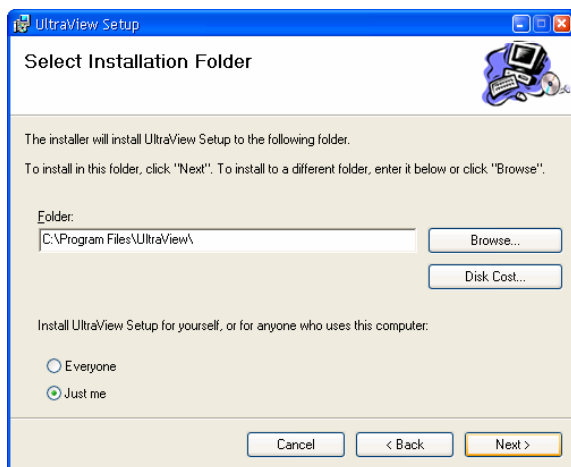 UltraView Setup
Select Installation Folder
The installer will install UltraView Setup to the following folder.
To install in this folder, click "Next". To install to a different folder, enter it below or click "Browse".
Folder:
C:\Program Files\UltraView\
Browse...
Disk Cost...
Install UltraView Setup for yourself, or for anyone who uses this computer:
Everyone
Just me
Cancel
< Back
Next >